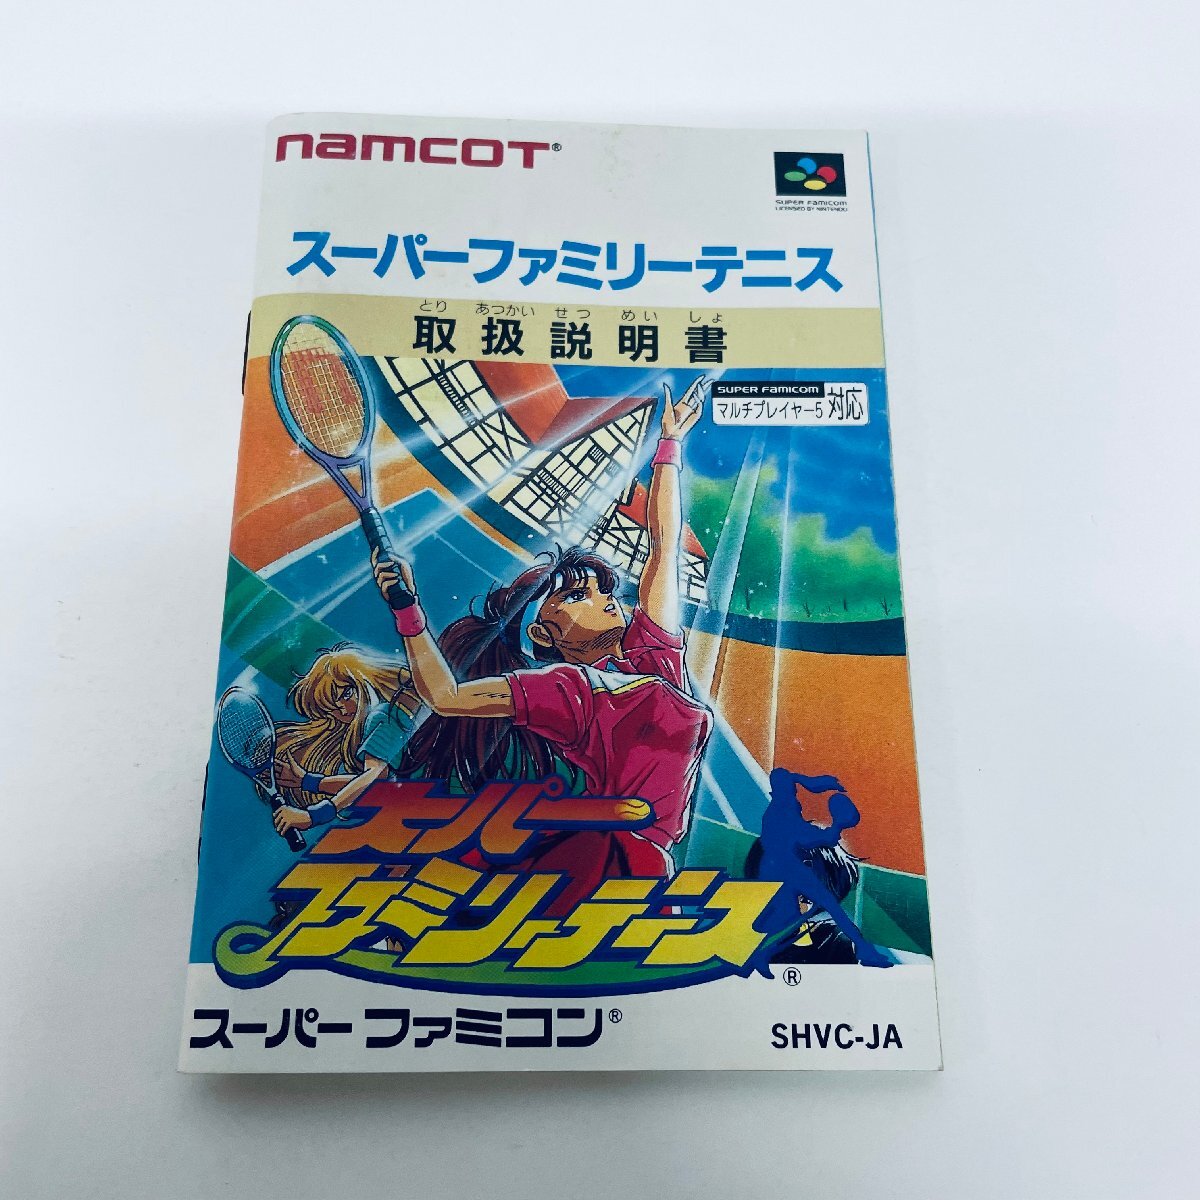 namcot®
SUPER FAMICOM
LICENSED BY NINTENDO
スーパーファミリーテニス
とり あつかい せつ めい しょ
取扱説明書
SUPER FAMICOM
マルチプレイヤー5 対応
スーパー
ファミリーテニス
®
スーパーファミコン®
SHVC-JA